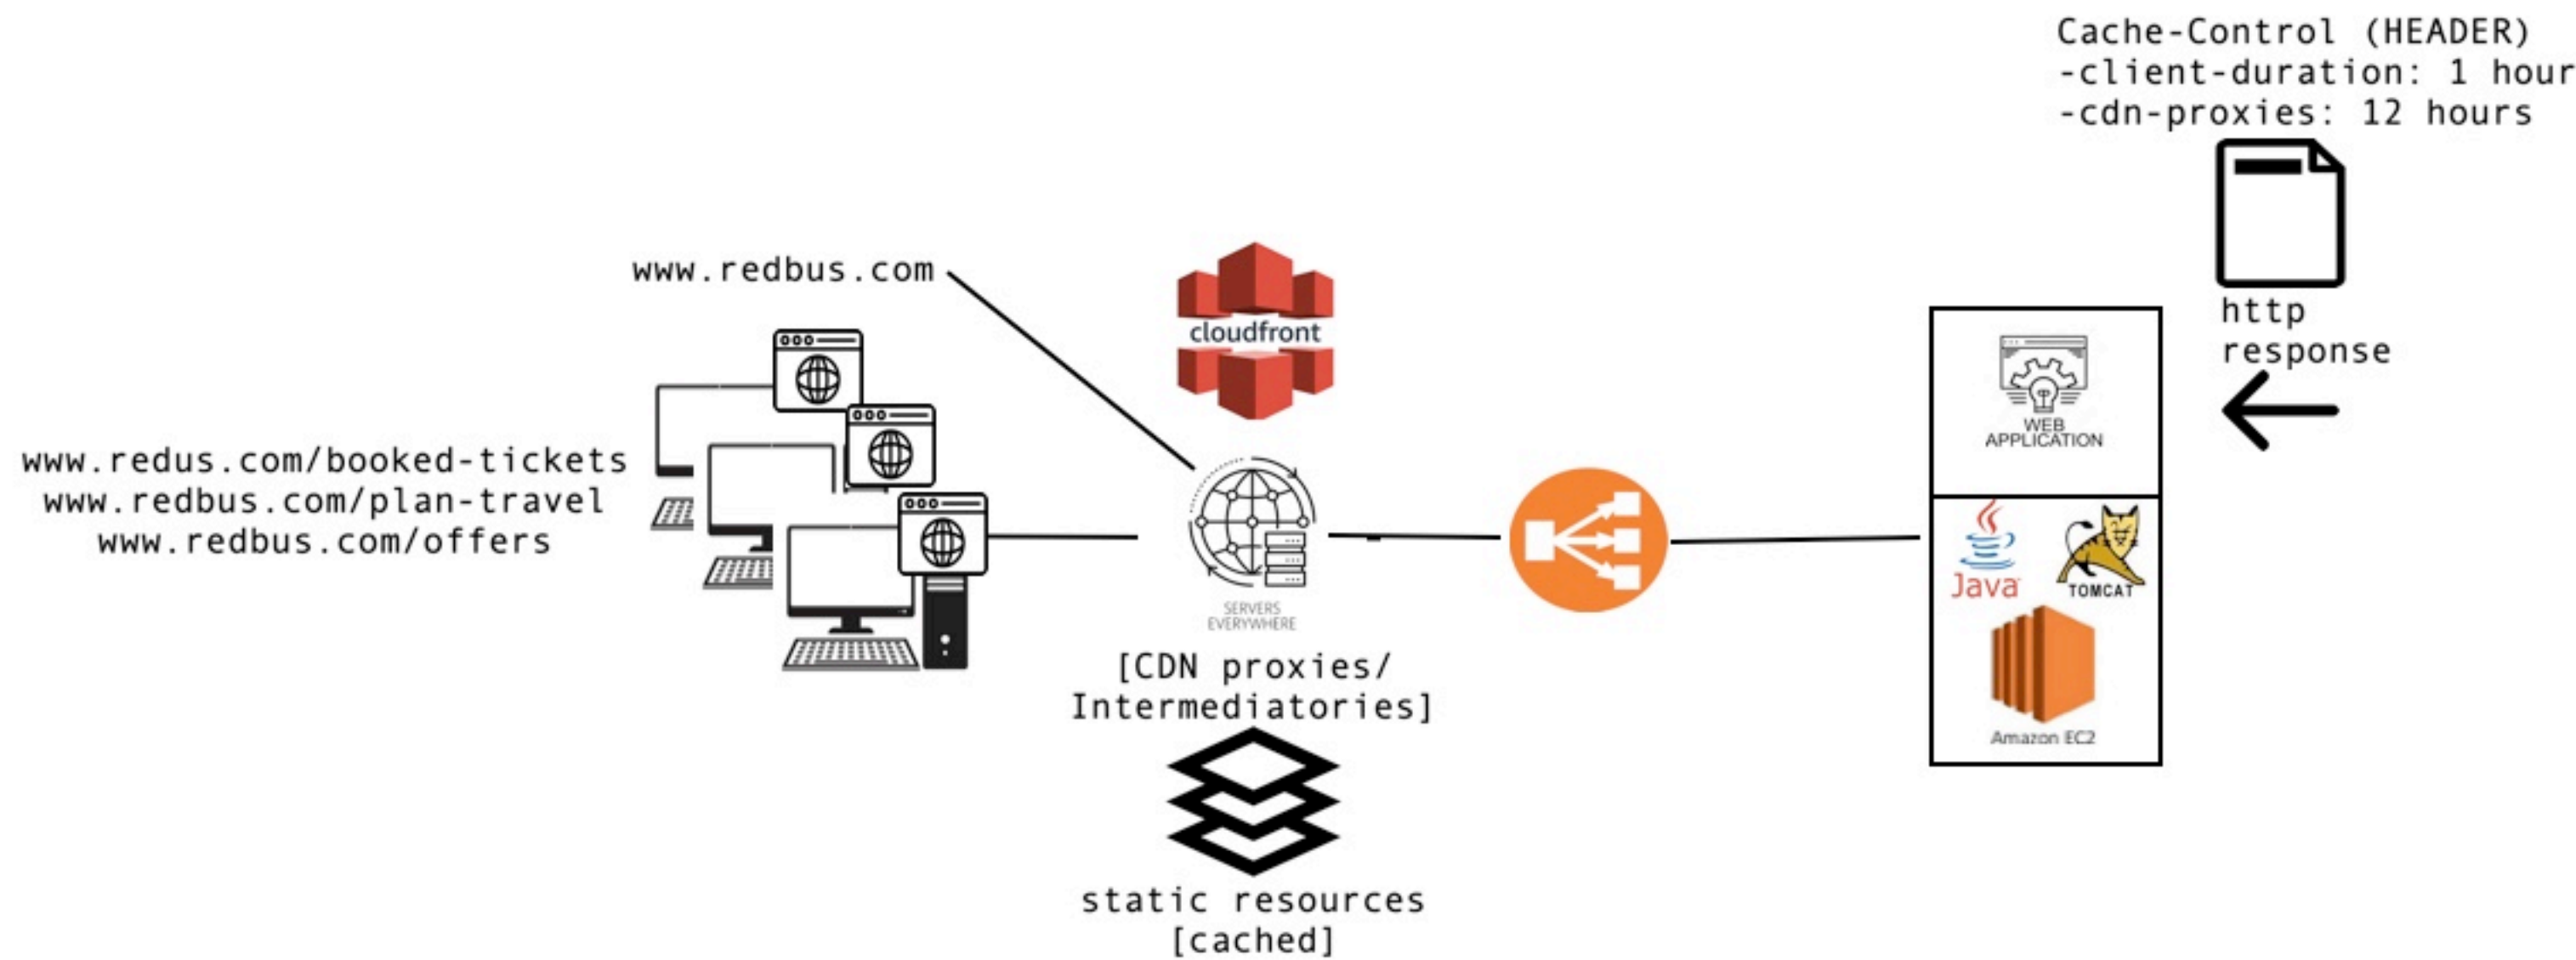 Cache-Control (HEADER)
-client-duration: 1 hour
-cdn-proxies: 12 hours
http
response
www.redbus.com
cloudfront
www.redus.com/booked-tickets
www.redbus.com/plan-travel
www.redbus.com/offers
SERVERS
EVERYWHERE
[CDN proxies/
Intermediatories]
static resources
[cached]
WEB
APPLICATION
Java
TOMCAT
Amazon EC2